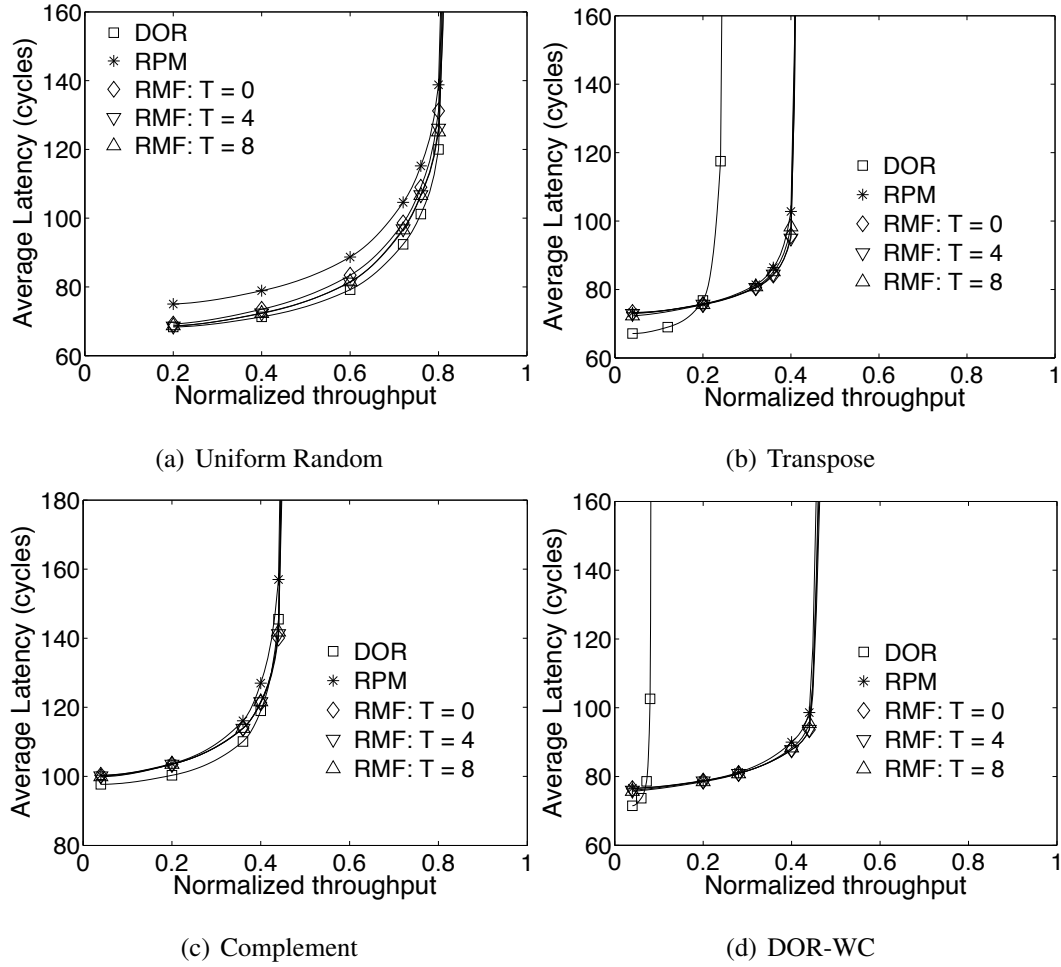 160
140
120
100
80
60
Average Latency (cycles)
DOR
RPM
RMF: T = 0
RMF: T = 4
RMF: T = 8
0 0.2 0.4 0.6 0.8 1
Normalized throughput
(a) Uniform Random
160
140
120
100
80
60
Average Latency (cycles)
DOR
RPM
RMF: T = 0
RMF: T = 4
RMF: T = 8
0 0.2 0.4 0.6 0.8 1
Normalized throughput
(b) Transpose
180
160
140
120
100
80
Average Latency (cycles)
DOR
RPM
RMF: T = 0
RMF: T = 4
RMF: T = 8
0 0.2 0.4 0.6 0.8 1
Normalized throughput
(c) Complement
160
140
120
100
80
60
Average Latency (cycles)
DOR
RPM
RMF: T = 0
RMF: T = 4
RMF: T = 8
0 0.2 0.4 0.6 0.8 1
Normalized throughput
(d) DOR-WC